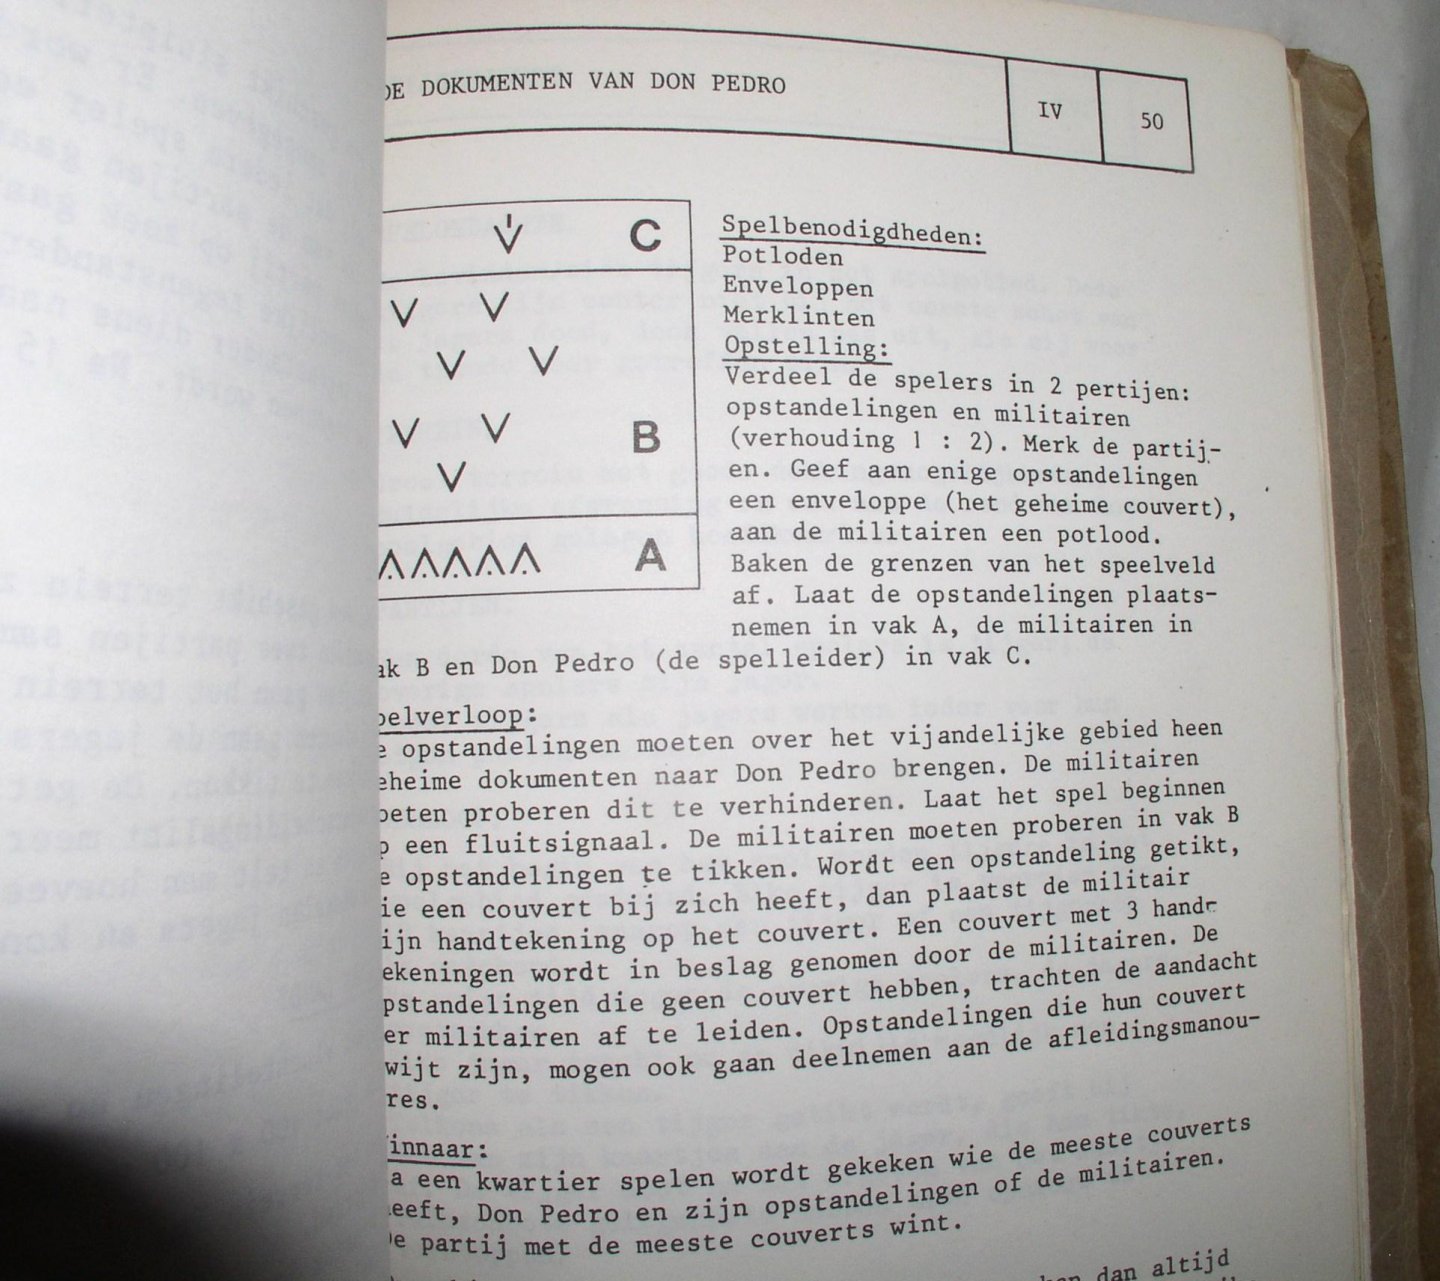 DE DOKUMENTEN VAN DON PEDRO
IV
50
C
B
A
Spelbenodigdheden:
Potloden
Enveloppen
Merklinten
Opstelling:
Verdeel de spelers in 2 pertijen:
opstandelingen en militairen
(verhouding 1 : 2). Merk de partij-
en. Geef aan enige opstandelingen
een enveloppe (het geheime couvert),
aan de militairen een potlood.
Baken de grenzen van het speelveld
af. Laat de opstandelingen plaats-
nemen in vak A, de militairen in
ak B en Don Pedro (de spelleider) in vak C.
pelverloop:
e opstandelingen moeten over het vijandelijke gebied heen
eheime dokumenten naar Don Pedro brengen. De militairen
oeten proberen dit te verhinderen. Laat het spel beginnen
p een fluitsignaal. De militairen moeten proberen in vak B
e opstandelingen te tikken. Wordt een opstandeling getikt,
ie een couvert bij zich heeft, dan plaatst de militair
ijn handtekening op het couvert. Een couvert met 3 hand-
ekeningen wordt in beslag genomen door de militairen. De
pstandelingen die geen couvert hebben, trachten de aandacht
er militairen af te leiden. Opstandelingen die hun couvert
wijt zijn, mogen ook gaan deelnemen aan de afleidingsmanou-
res.
innaar:
a een kwartier spelen wordt gekeken wie de meeste couverts
eeft, Don Pedro en zijn opstandelingen of de militairen.
De partij met de meeste couverts wint.
dan altijd